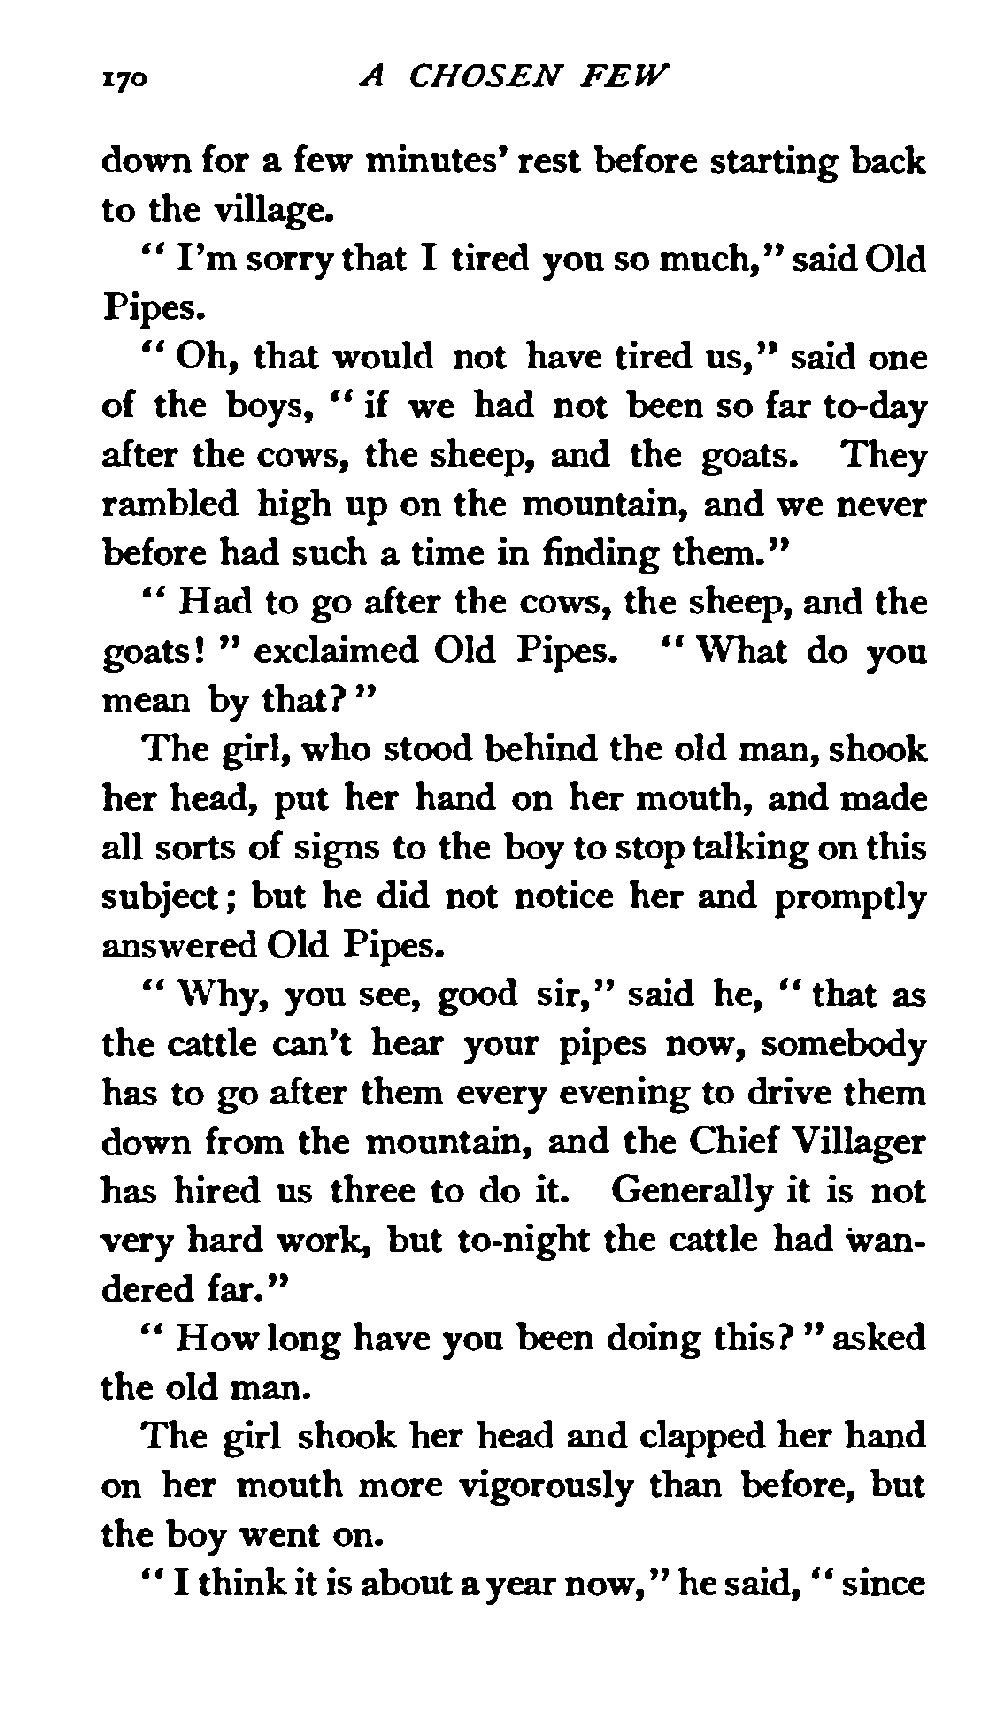 170 A CHOSEN FEW
down for a few minutes' rest before starting back
to the village.
" I'm sorry that I tired you so much," said Old
Pipes.
" Oh, that would not have tired us," said one
of the boys, " if we had not been so far to-day
after the cows, the sheep, and the goats. They
rambled high up on the mountain, and we never
before had such a time in finding them."
" Had to go after the cows, the sheep, and the
goats! " exclaimed Old Pipes. " What do you
mean by that? "
The girl, who stood behind the old man, shook
her head, put her hand on her mouth, and made
all sorts of signs to the boy to stop talking on this
subject; but he did not notice her and promptly
answered Old Pipes.
" Why, you see, good sir," said he, " that as
the cattle can't hear your pipes now, somebody
has to go after them every evening to drive them
down from the mountain, and the Chief Villager
has hired us three to do it. Generally it is not
very hard work, but to-night the cattle had wan-
dered far."
" How long have you been doing this? " asked
the old man.
The girl shook her head and clapped her hand
on her mouth more vigorously than before, but
the boy went on.
" I think it is about a year now," he said, " since